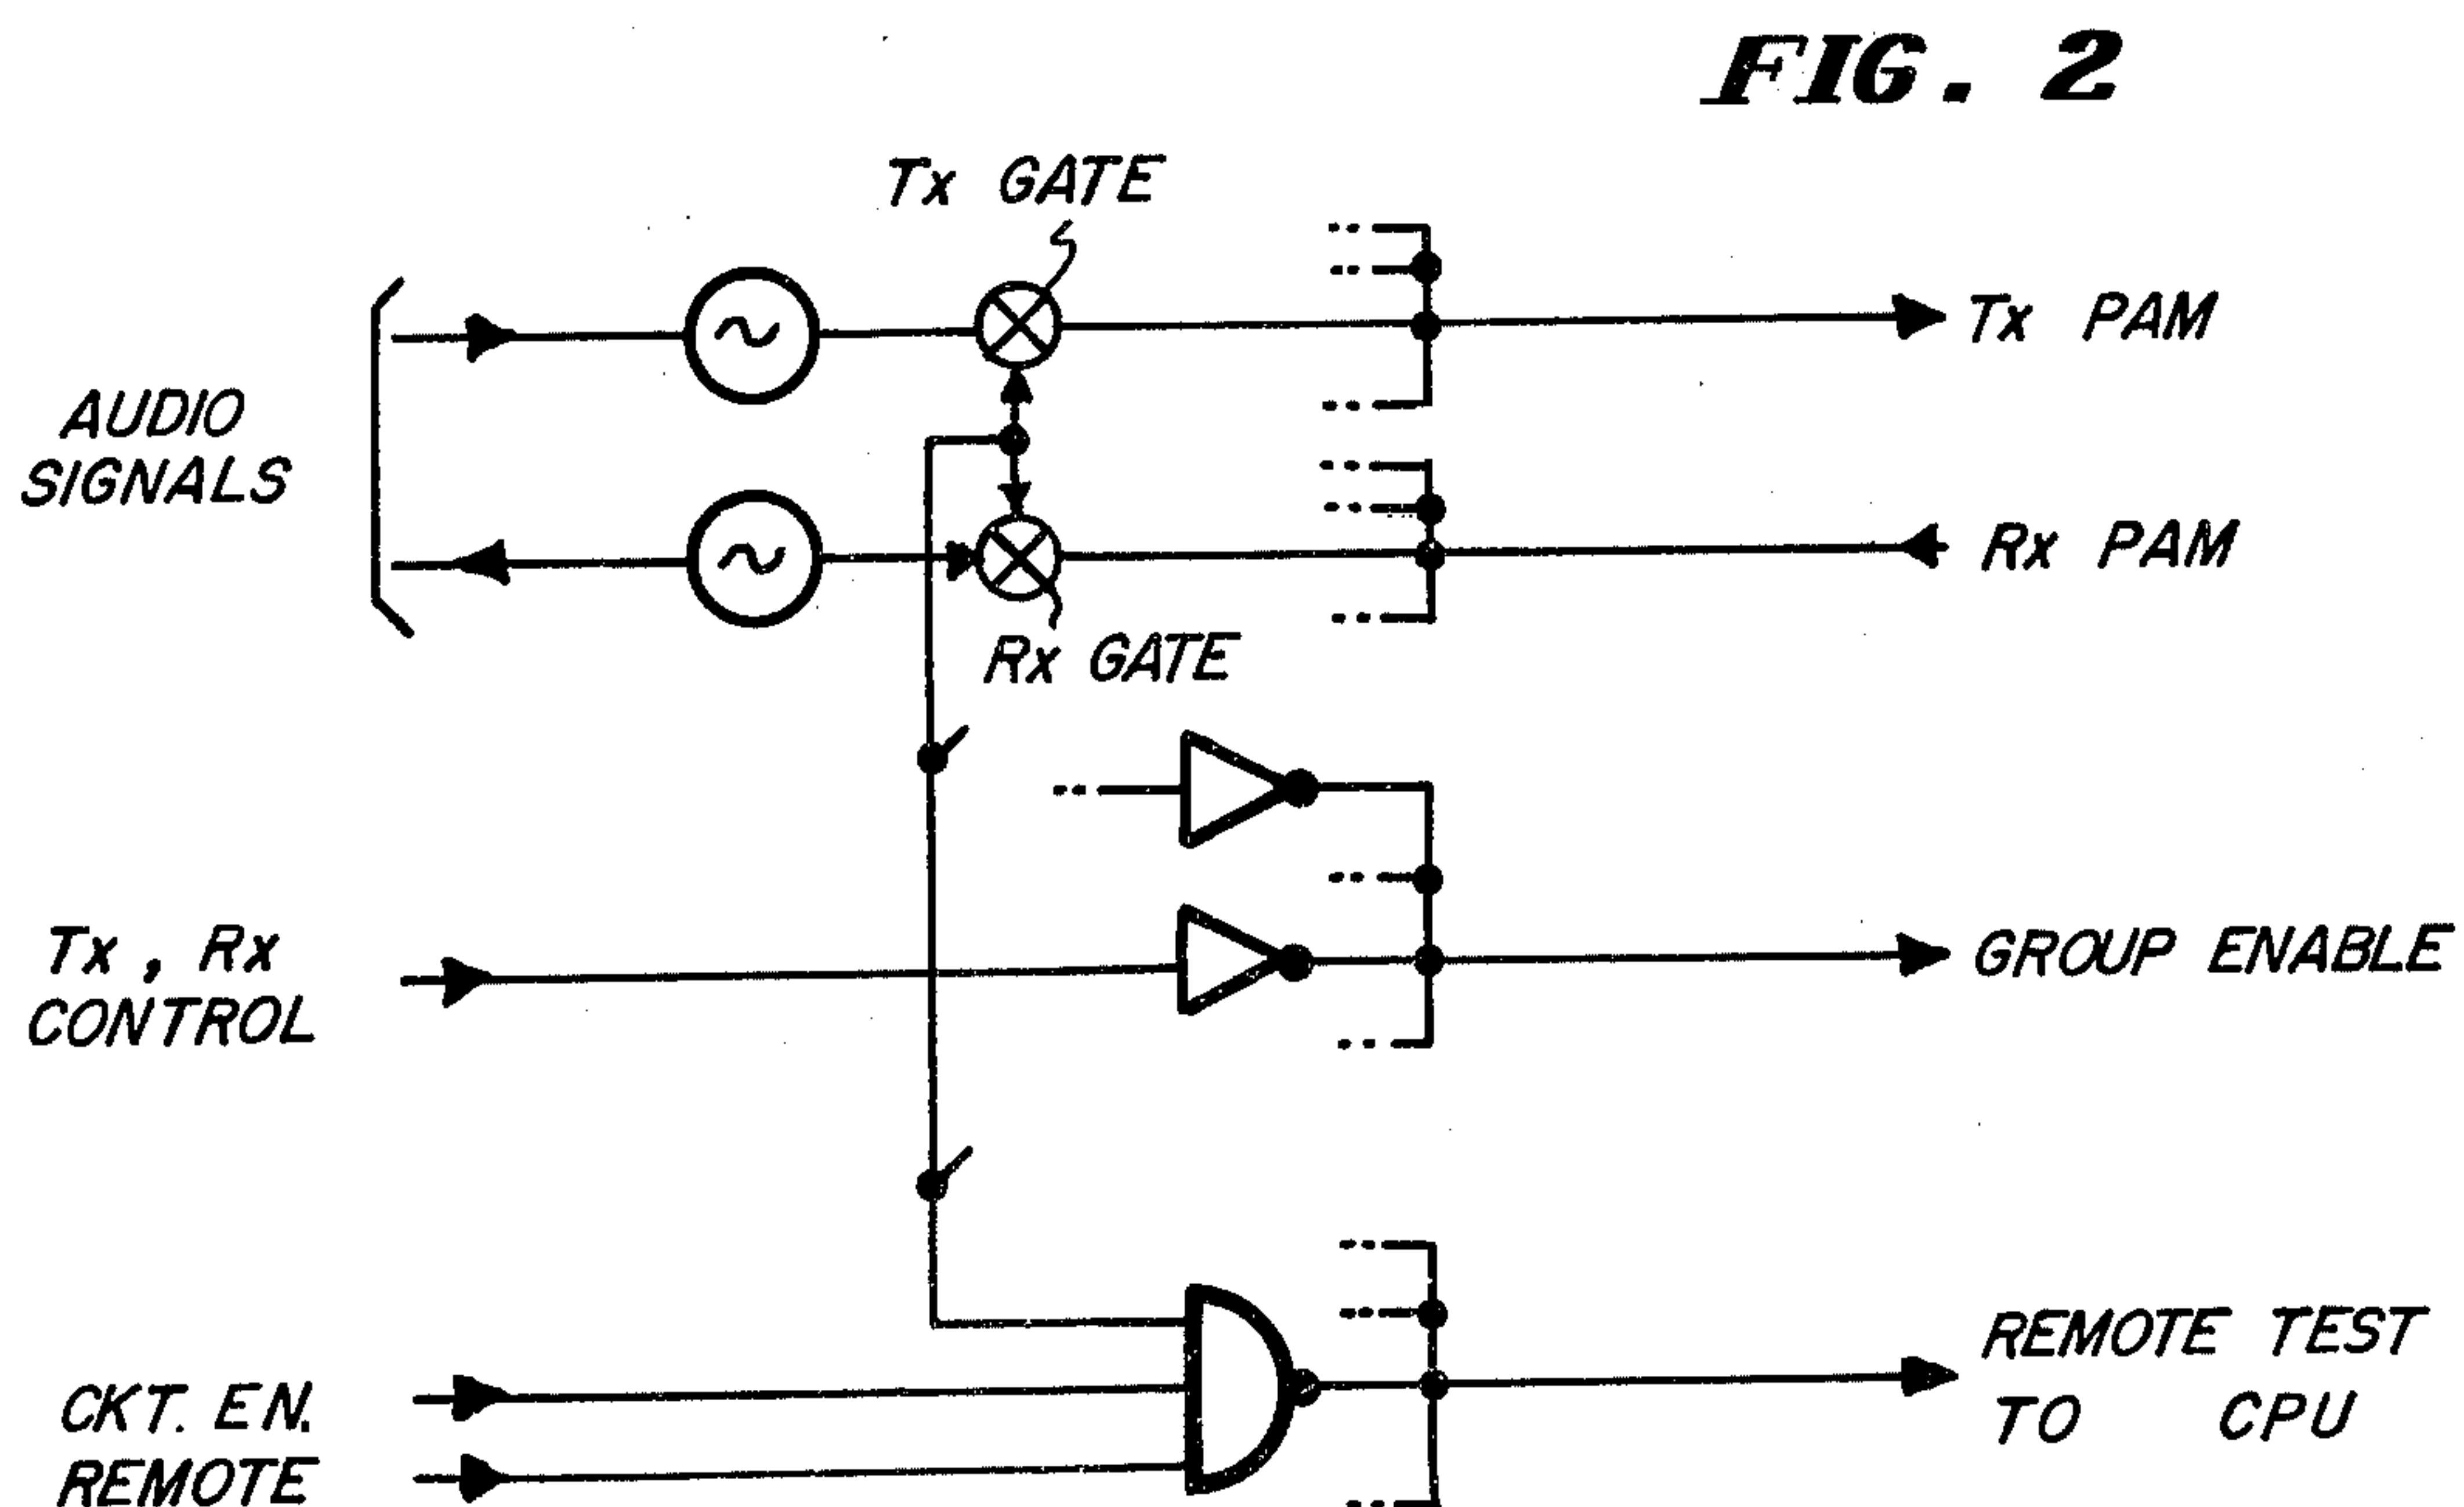 FIG. 2
Tx GATE
Tx PAM
AUDIO
SIGNALS
Rx PAM
Rx GATE
Tx, Rx
CONTROL
GROUP ENABLE
REMOTE TEST
TO CPU
CKT. EN.
REMOTE